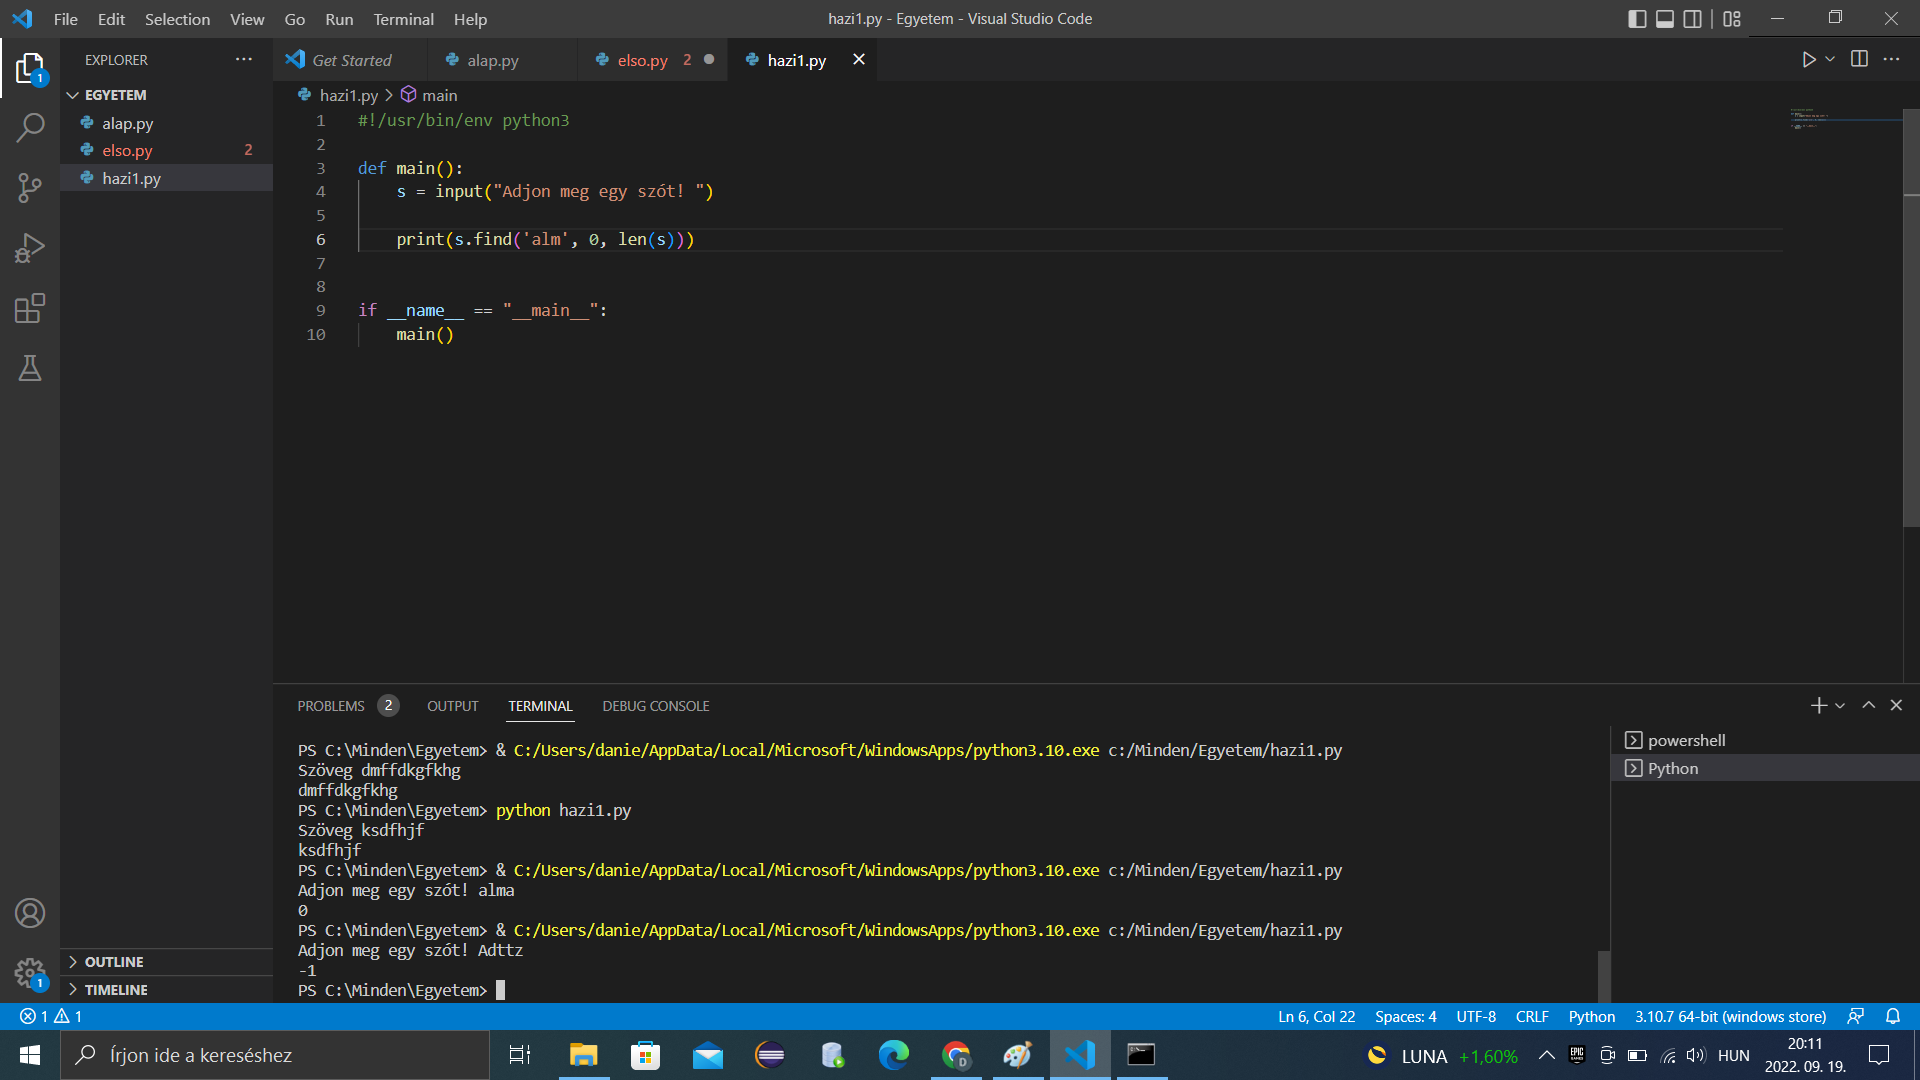 File Edit Selection View Go Run Terminal Help
hazi1.py - Egyetem - Visual Studio Code
EXPLORER
Get Started
alap.py
elso.py 2
hazi1.py
EGYETEM
alap.py
elso.py 2
hazi1.py
hazi1.py > main
1 #!/usr/bin/env python3
2
3 def main():
4     s = input("Adjon meg egy szót! ")
5
6     print(s.find('alm', 0, len(s)))
7
8
9 if __name__ == "__main__":
10     main()
OUTLINE
TIMELINE
PROBLEMS 2 OUTPUT TERMINAL DEBUG CONSOLE
PS C:\Minden\Egyetem> & C:/Users/danie/AppData/Local/Microsoft/WindowsApps/python3.10.exe c:/Minden/Egyetem/hazi1.py
Szöveg dmffdkgfkhg
dmffdkgfkhg
PS C:\Minden\Egyetem> python hazi1.py
Szöveg ksdfhjf
ksdfhjf
PS C:\Minden\Egyetem> & C:/Users/danie/AppData/Local/Microsoft/WindowsApps/python3.10.exe c:/Minden/Egyetem/hazi1.py
Adjon meg egy szót! alma
0
PS C:\Minden\Egyetem> & C:/Users/danie/AppData/Local/Microsoft/WindowsApps/python3.10.exe c:/Minden/Egyetem/hazi1.py
Adjon meg egy szót! Adttz
-1
PS C:\Minden\Egyetem>
powershell
Python
1
1
1 1
Ln 6, Col 22 Spaces: 4 UTF-8 CRLF Python 3.10.7 64-bit (windows store)
Írjon ide a kereséshez
D
LUNA +1,60%
EPIC GAMES
HUN
20:11
2022. 09. 19.